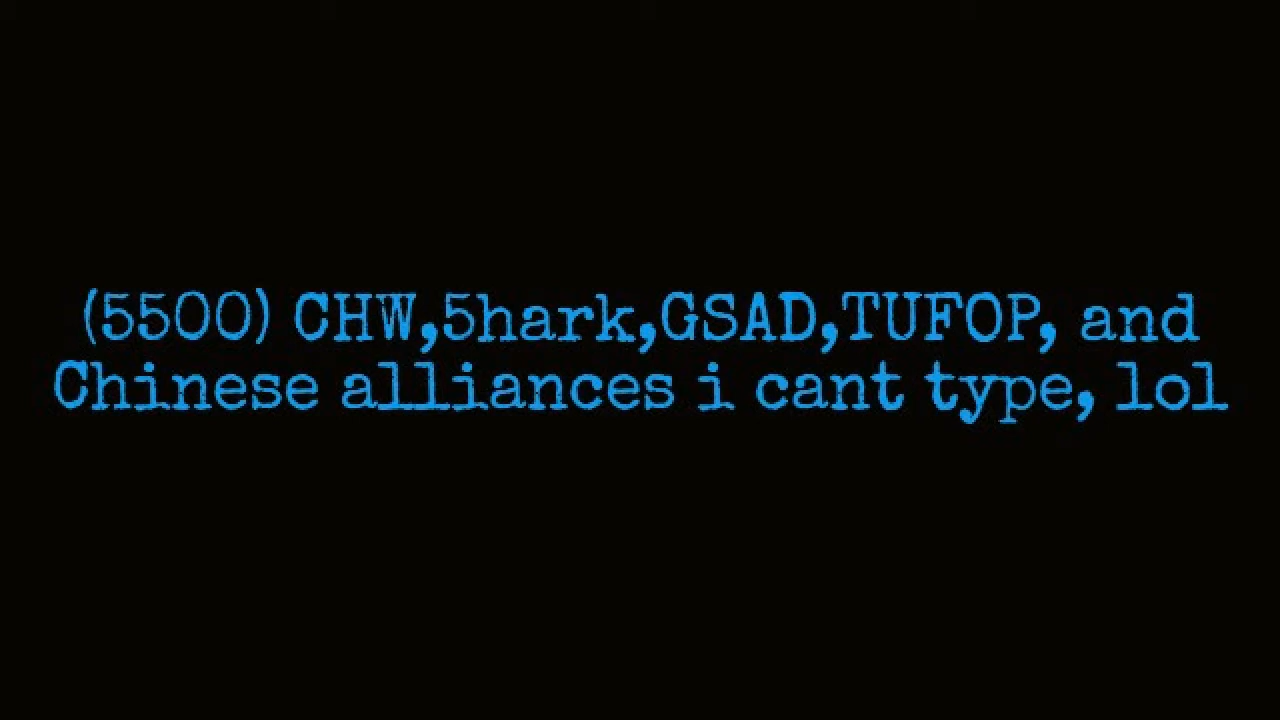 (5500) CHW,5hark,GSAD,TUFOP, and
Chinese alliances i cant type, lol